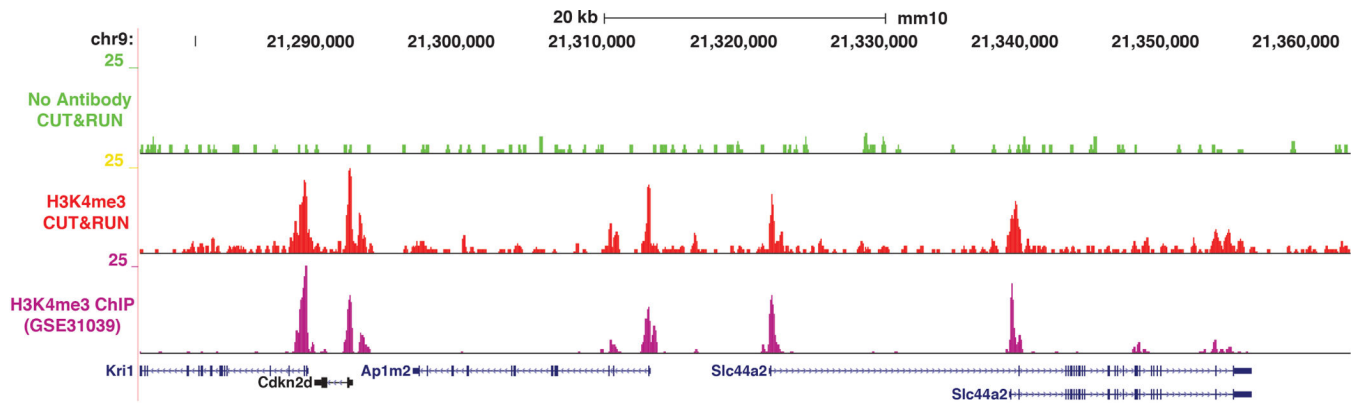 20 kb mm10
chr9: 21,290,000 21,300,000 21,310,000 21,320,000 21,330,000 21,340,000 21,350,000 21,360,000
25
No Antibody
CUT&RUN
25
H3K4me3
CUT&RUN
25
H3K4me3 ChIP
(GSE31039)
Kri1 Ap1m2 Slc44a2
Cdkn2d
Slc44a2